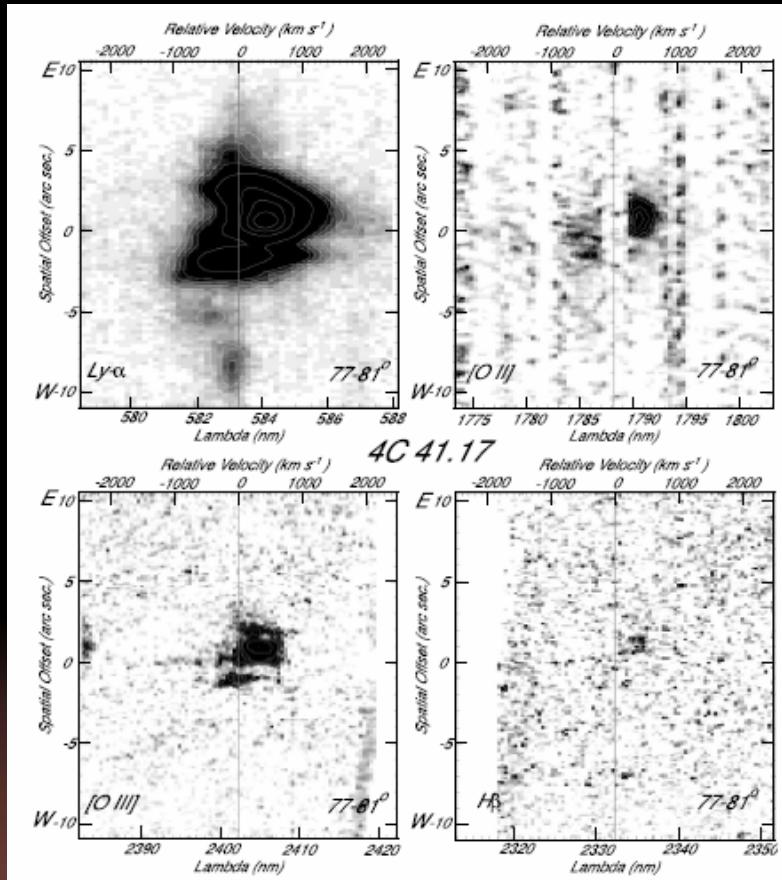 Relative Velocity (km s⁻¹) Relative Velocity (km s⁻¹)
-2000 -1000 0 1000 2000 -2000 -1000 0 1000 2000
E 10 E 10
5 5
0 0
-5 -5
W -10 W -10
Spatial Offset (arc sec.) Spatial Offset (arc sec.)
Ly-α 77-81⁰ [O II] 77-81⁰
580 582 584 586 588 1775 1780 1785 1790 1795 1800
Lambda (nm) Lambda (nm)
4C 41.17
Relative Velocity (km s⁻¹) Relative Velocity (km s⁻¹)
-2000 -1000 0 1000 2000 -2000 -1000 0 1000 2000
E 10 E 10
5 5
0 0
-5 -5
W -10 W -10
Spatial Offset (arc sec.) Spatial Offset (arc sec.)
[O III] 77-81⁰ Hß 77-81⁰
2390 2400 2410 2420 2320 2330 2340 2350
Lambda (nm) Lambda (nm)